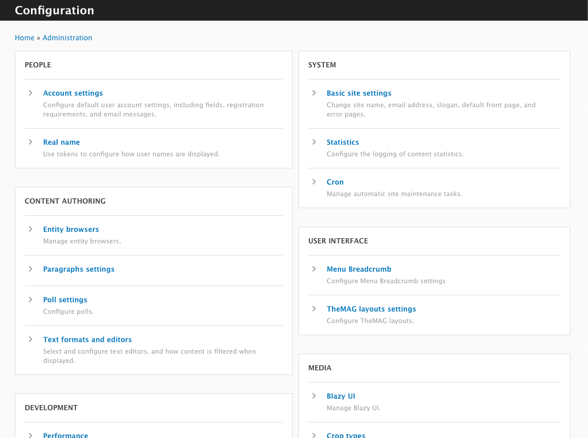 Configuration
Home » Administration
PEOPLE
Account settings
Configure default user account settings, including fields, registration
requirements, and email messages.
Real name
Use tokens to configure how user names are displayed.
CONTENT AUTHORING
Entity browsers
Manage entity browsers.
Paragraphs settings
Poll settings
Configure polls.
Text formats and editors
Select and configure text editors, and how content is filtered when
displayed.
DEVELOPMENT
Performance
SYSTEM
Basic site settings
Change site name, email address, slogan, default front page, and
error pages.
Statistics
Configure the logging of content statistics.
Cron
Manage automatic site maintenance tasks.
USER INTERFACE
Menu Breadcrumb
Configure Menu Breadcrumb settings
TheMAG layouts settings
Configure TheMAG layouts.
MEDIA
Blazy UI
Manage Blazy UI.
Crop types